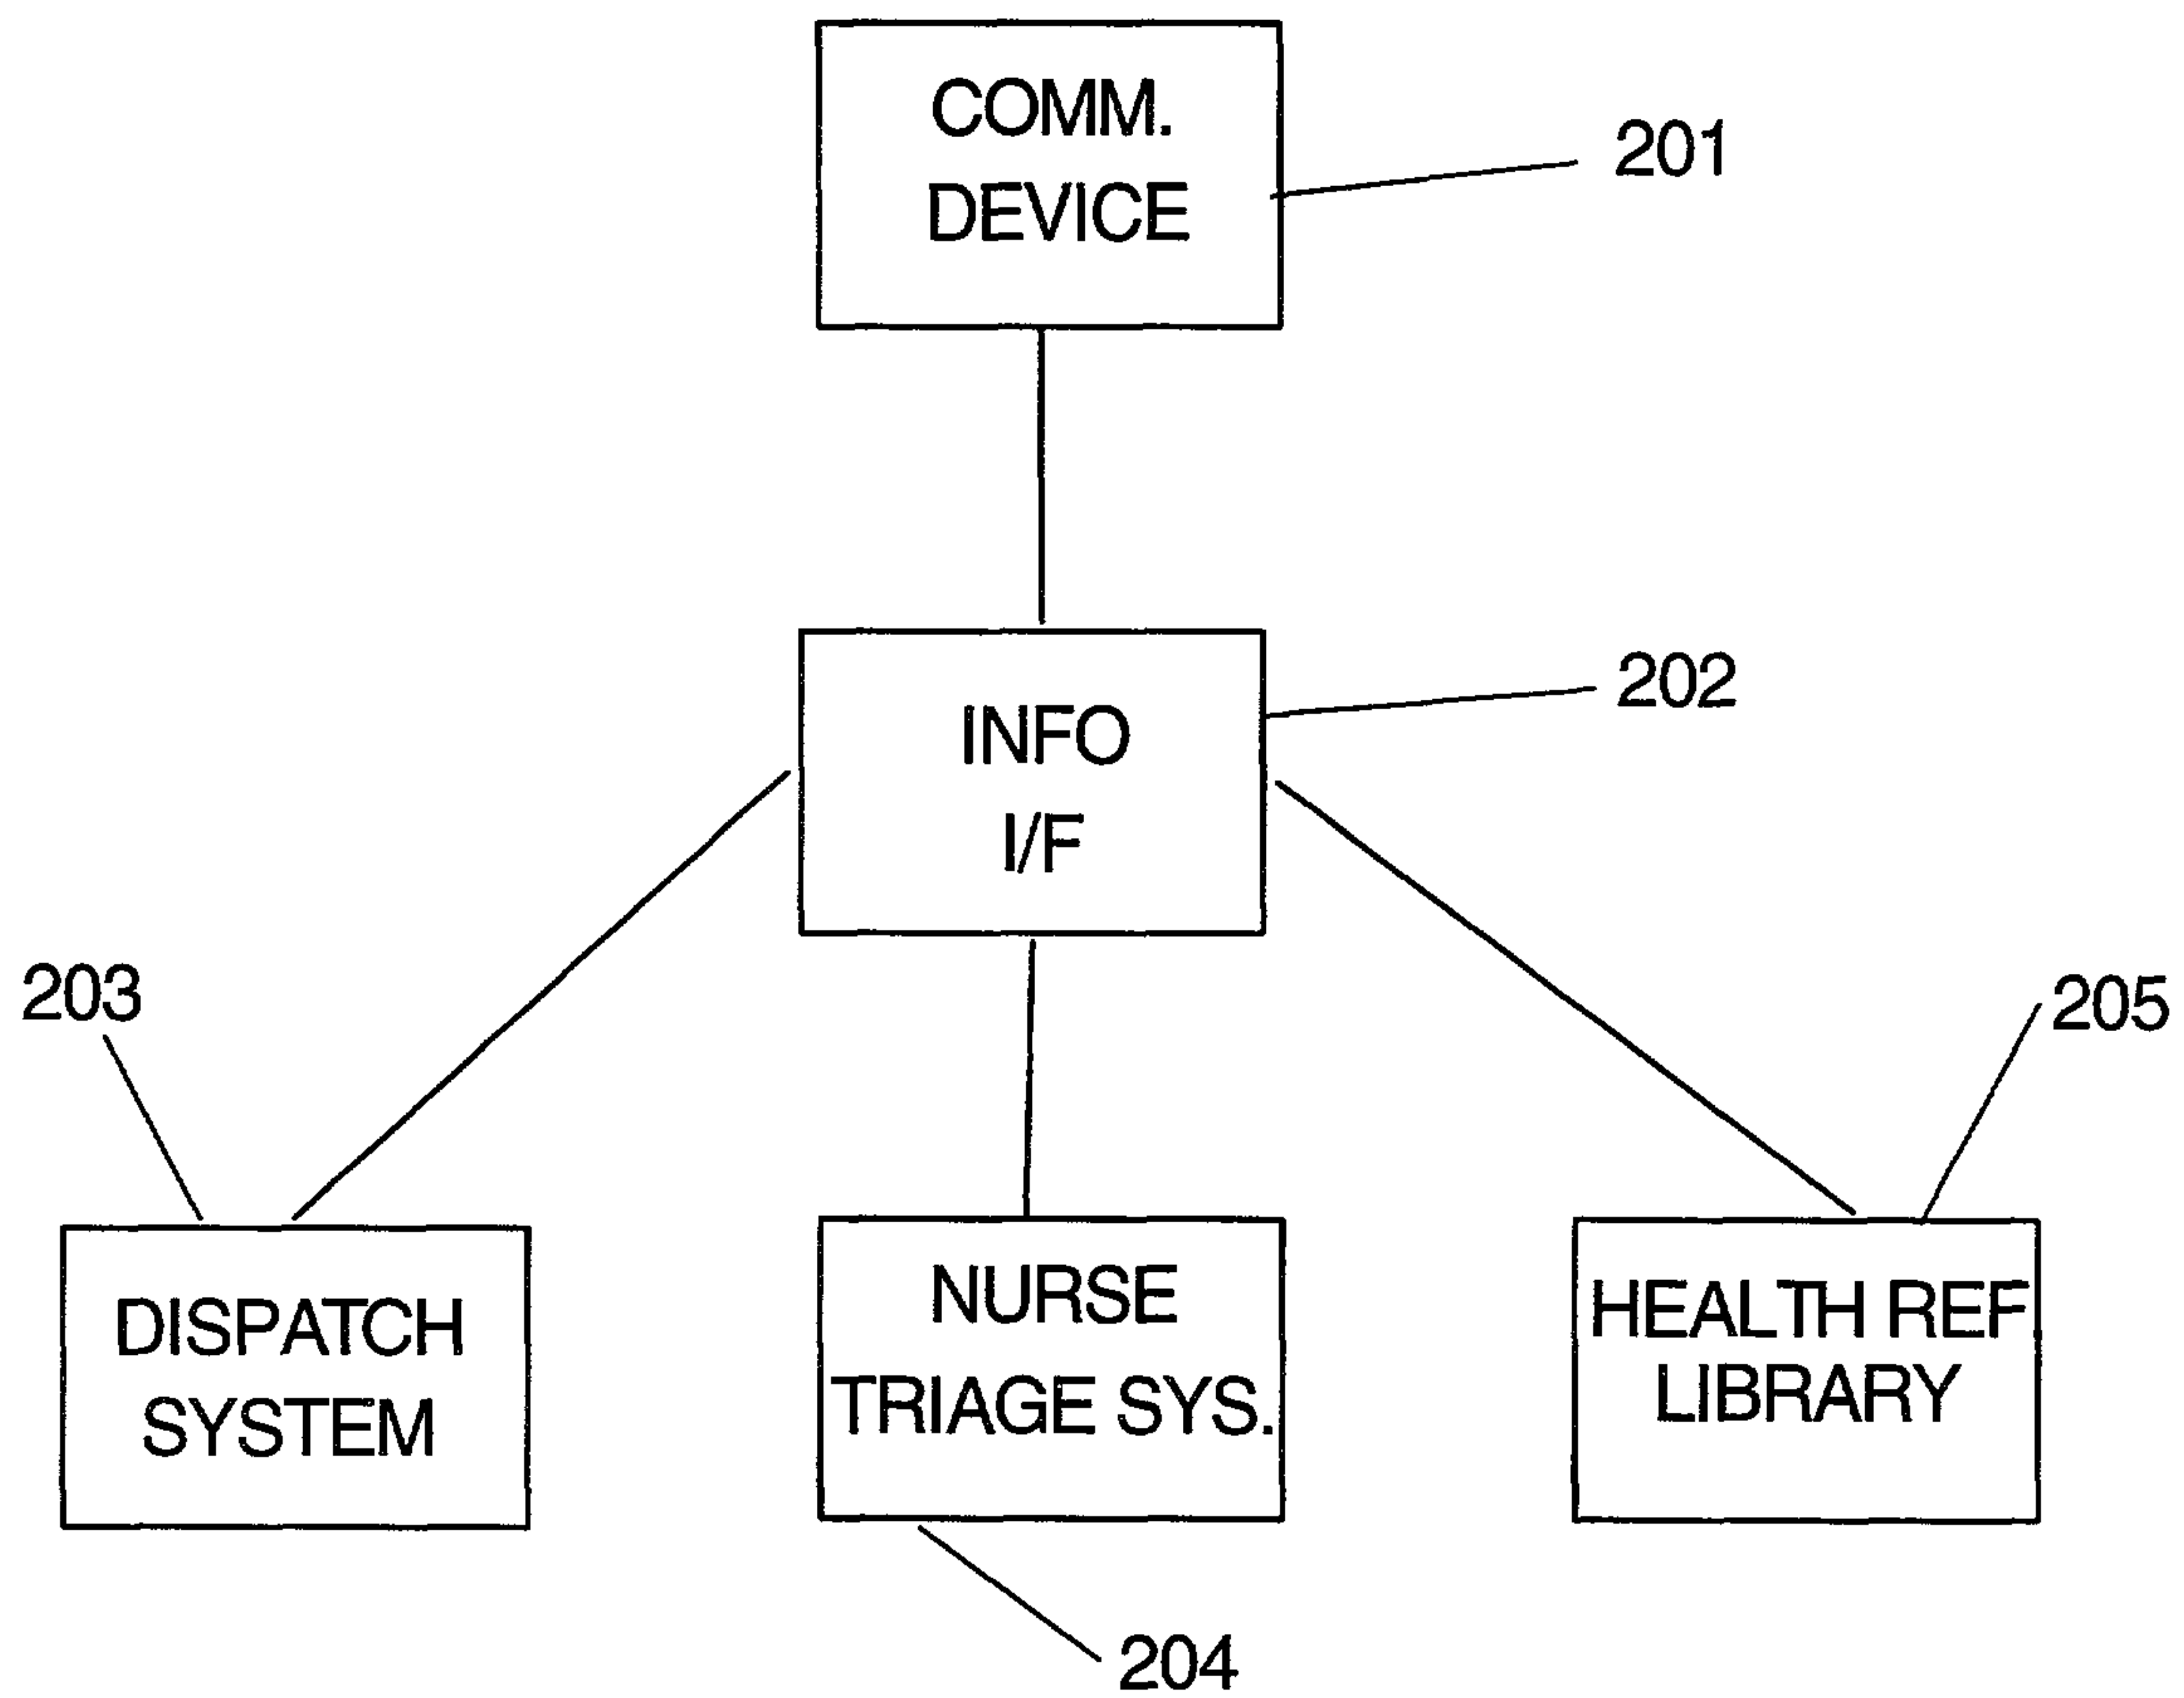 COMM.
DEVICE
201
INFO
I/F
202
203
205
DISPATCH
SYSTEM
NURSE
TRIAGE SYS.
HEALTH REF
LIBRARY
204